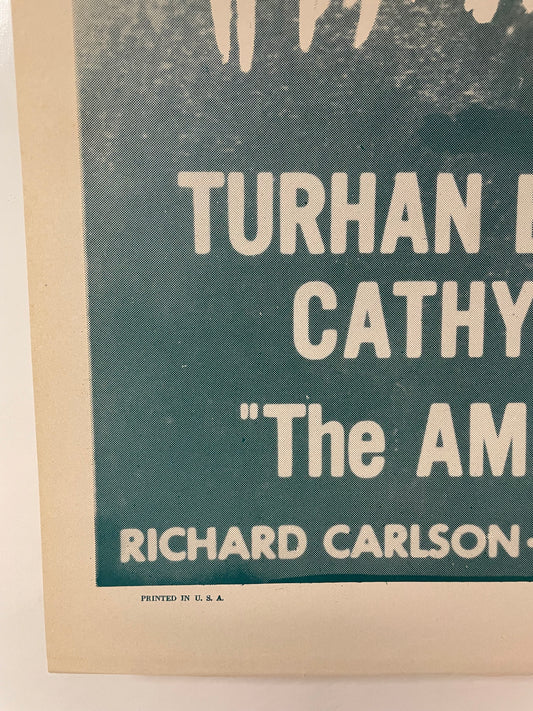 TURHAN
CATHY
"The AM
RICHARD CARLSON·
PRINTED IN U. S. A.